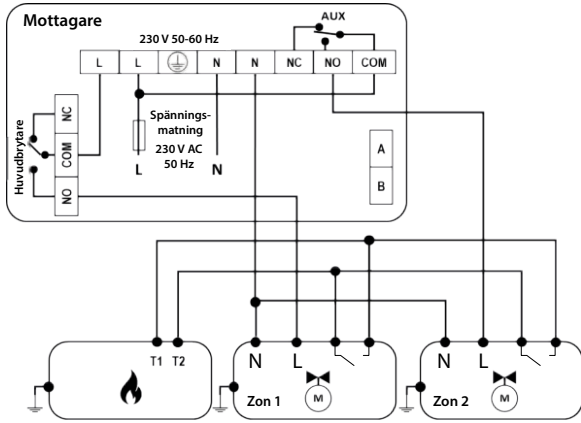 Mottagare
230 V 50-60 Hz
AUX
L L N N NC NO COM
Huvudbrytare
NC
COM
NO
Spännings-
matning
230 V AC
50 Hz
L N
A
B
T1 T2
N L
M
Zon 1
N L
M
Zon 2